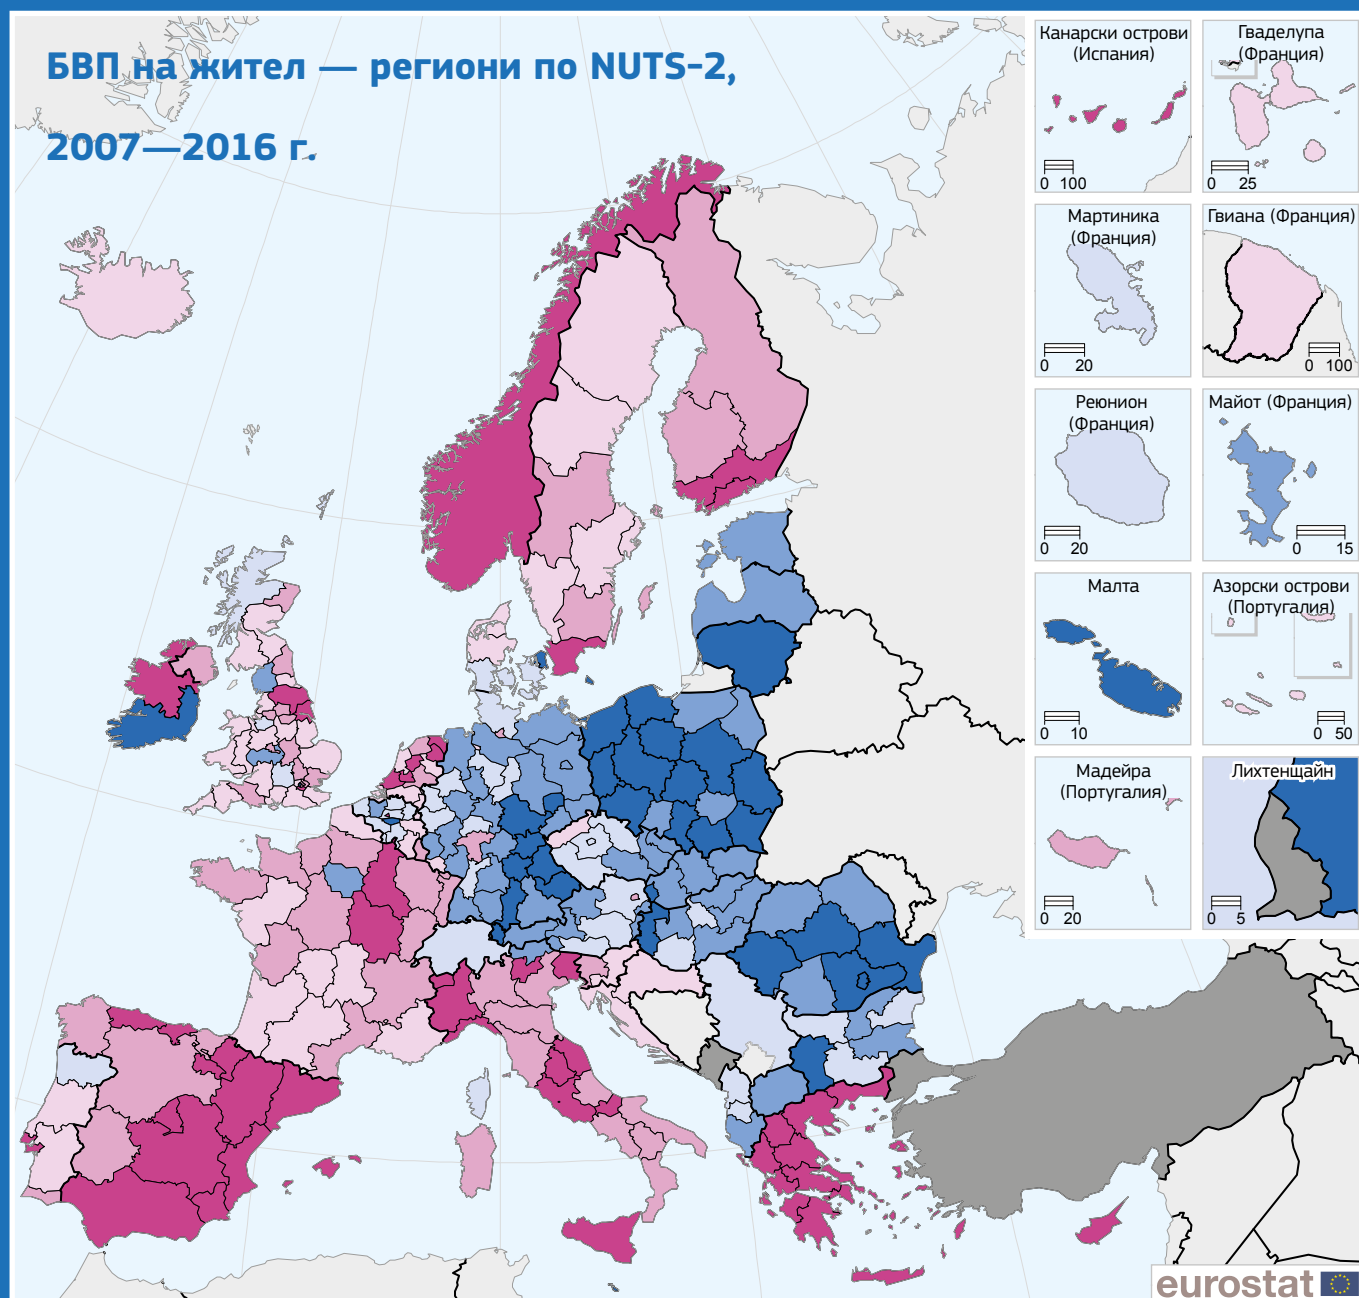 БВП на жител — региони по NUTS-2,
2007—2016 г.
Канарски острови
(Испания)
0 100
Гваделупа
(Франция)
0 25
Мартиника
(Франция)
0 20
Гвиана (Франция)
0 100
Реюнион
(Франция)
0 20
Майот (Франция)
0 15
Малта
0 10
Азорски острови
(Португалия)
0 50
Мадейра
(Португалия)
0 20
Лихтенщайн
0 5
eurostat